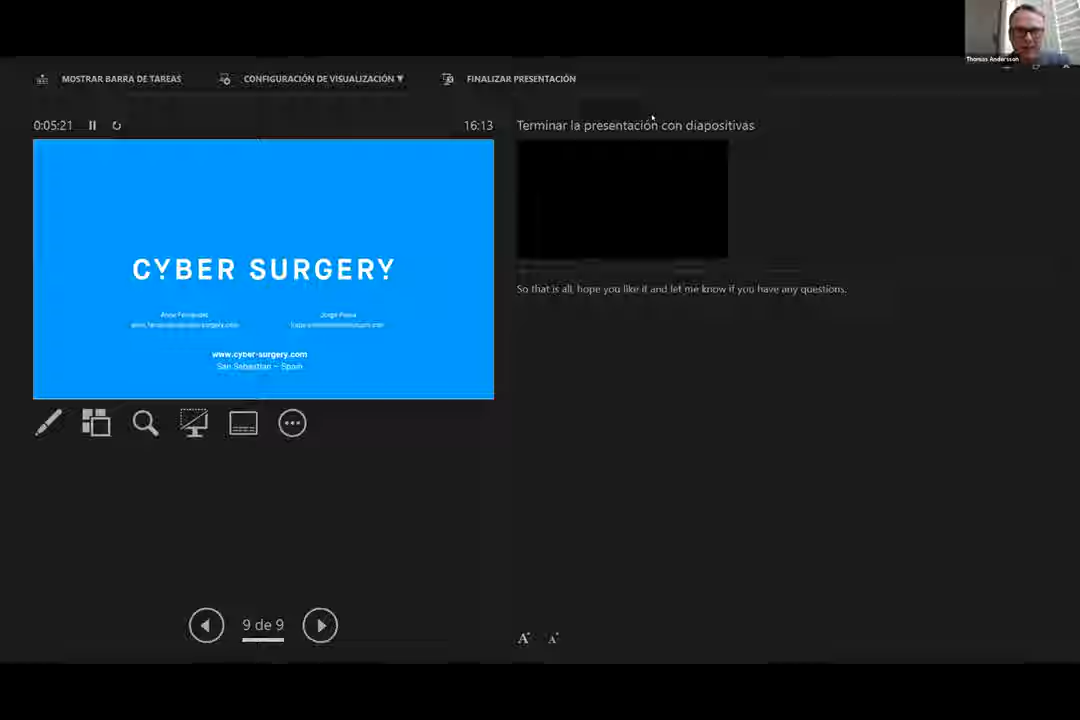 Thomas Andersson
MOSTRAR BARRA DE TAREAS
CONFIGURACIÓN DE VISUALIZACIÓN ▼
FINALIZAR PRESENTACIÓN
0:05:21
16:13
CYBER SURGERY
www.cyber-surgery.com
San Sebastian – Spain
9 de 9
Terminar la presentación con diapositivas
So that is all, hope you like it and let me know if you have any questions.
A
A